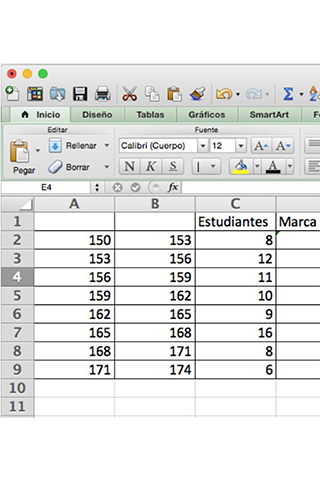 Inicio Diseño Tablas Gráficos SmartArt
Editar Fuente
Pegar Rellenar Calibri (Cuerpo) 12
Borrar N K S A
E4 fx
A B C
1 Estudiantes Marca
2 150 153 8
3 153 156 12
4 156 159 11
5 159 162 10
6 162 165 9
7 165 168 16
8 168 171 8
9 171 174 6
10
11